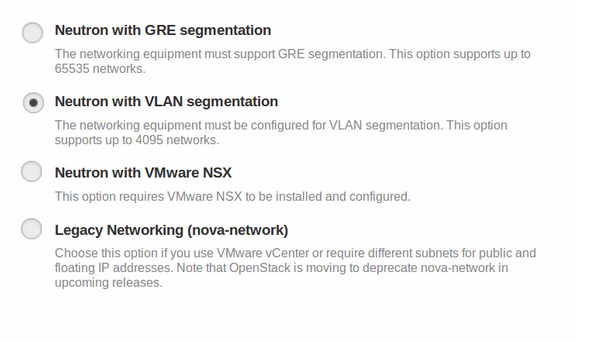 Neutron with GRE segmentation
The networking equipment must support GRE segmentation. This option supports up to
65535 networks.
Neutron with VLAN segmentation
The networking equipment must be configured for VLAN segmentation. This option
supports up to 4095 networks.
Neutron with VMware NSX
This option requires VMware NSX to be installed and configured.
Legacy Networking (nova-network)
Choose this option if you use VMware vCenter or require different subnets for public and
floating IP addresses. Note that OpenStack is moving to deprecate nova-network in
upcoming releases.